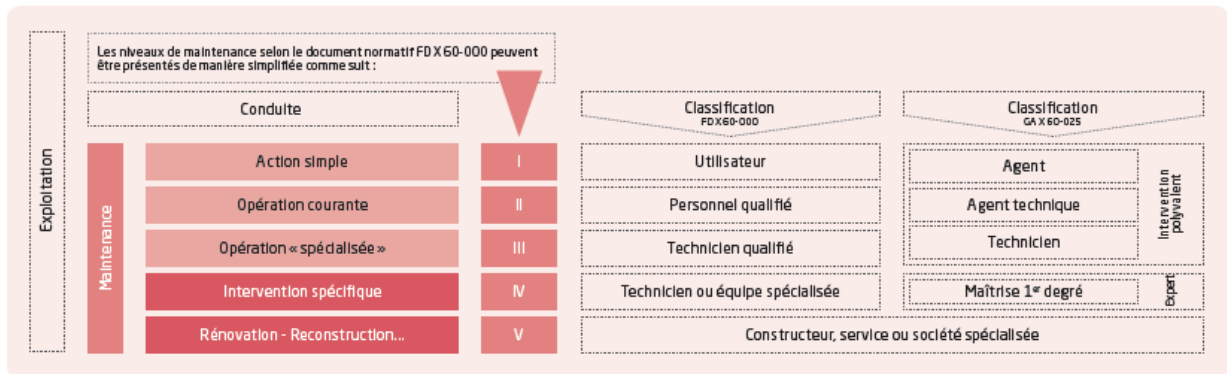 Exploitation
Les niveaux de maintenance selon le document normatif FD X 60-000 peuvent
être présentés de manière simplifiée comme suit :
Conduite
Classification
FD X 60-000
Classification
GA X 60-025
Maintenance
Action simple
I
Utilisateur
Agent
Opération courante
II
Personnel qualifié
Agent technique
Opération « spécialisée »
III
Technicien qualifié
Technicien
Intervention
polyvalent
Intervention spécifique
IV
Technicien ou équipe spécialisée
Maîtrise 1er degré
Expert
Rénovation - Reconstruction...
V
Constructeur, service ou société spécialisée